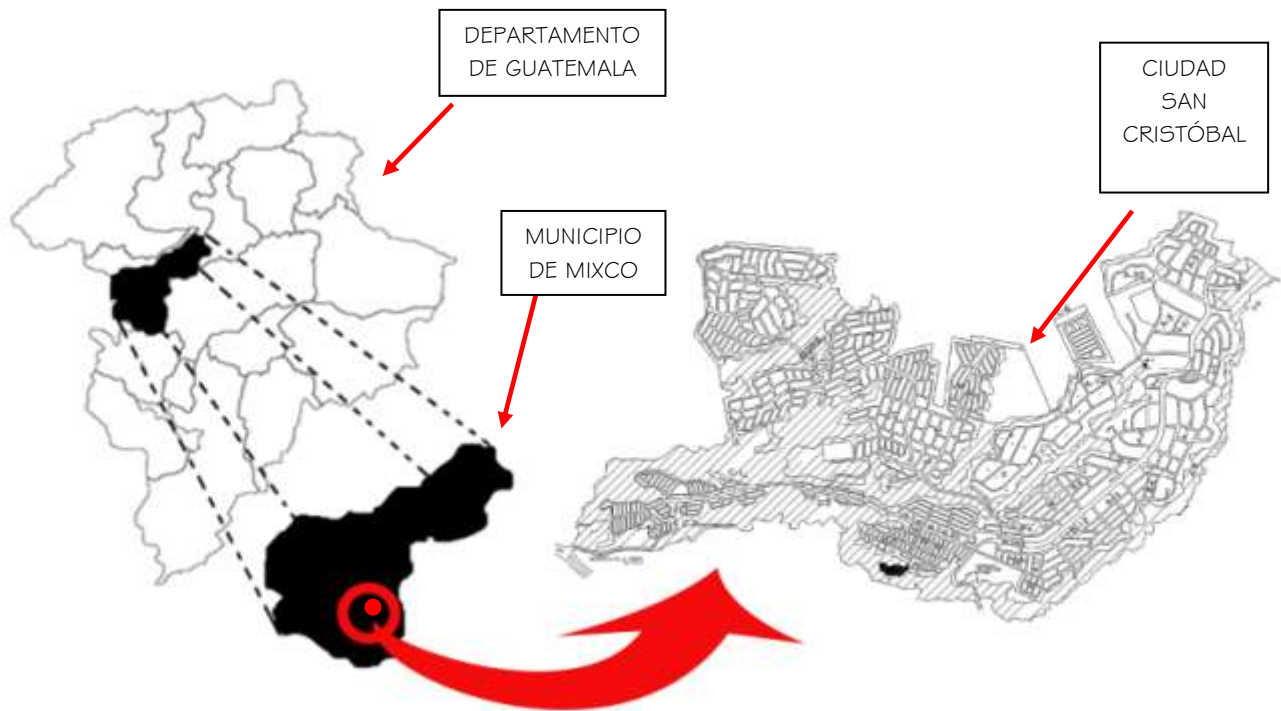 DEPARTAMENTO
DE GUATEMALA
CIUDAD
SAN
CRISTÓBAL
MUNICIPIO
DE MIXCO